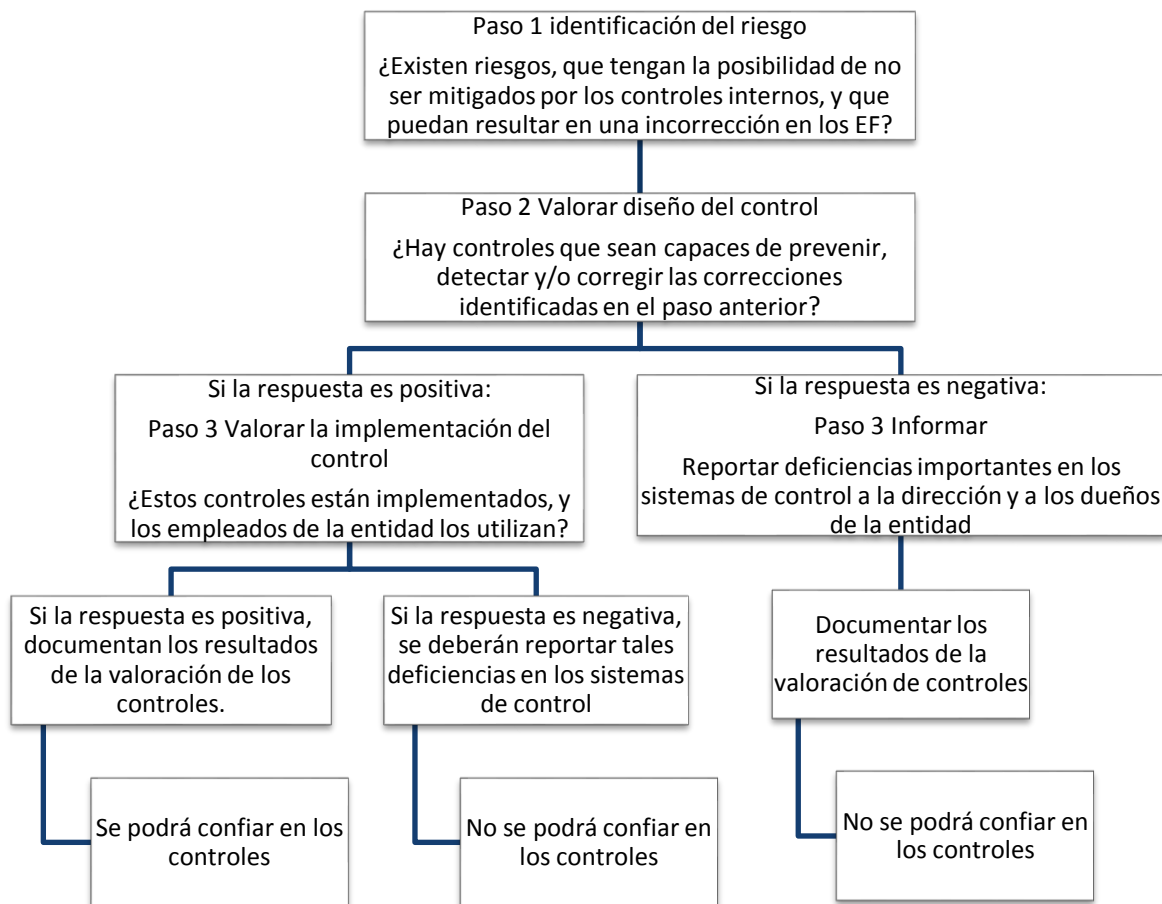 Paso 1 identificación del riesgo
¿Existen riesgos, que tengan la posibilidad de no
ser mitigados por los controles internos, y que
puedan resultar en una incorrección en los EF?
Paso 2 Valorar diseño del control
¿Hay controles que sean capaces de prevenir,
detectar y/o corregir las correcciones
identificadas en el paso anterior?
Si la respuesta es positiva:
Paso 3 Valorar la implementación del
control
¿Estos controles están implementados, y
los empleados de la entidad los utilizan?
Si la respuesta es negativa:
Paso 3 Informar
Reportar deficiencias importantes en los
sistemas de control a la dirección y a los dueños
de la entidad
Si la respuesta es positiva,
documentan los resultados
de la valoración de los
controles.
Si la respuesta es negativa,
se deberán reportar tales
deficiencias en los sistemas
de control
Documentar los
resultados de la
valoración de controles
Se podrá confiar en los
controles
No se podrá confiar en
los controles
No se podrá confiar en
los controles